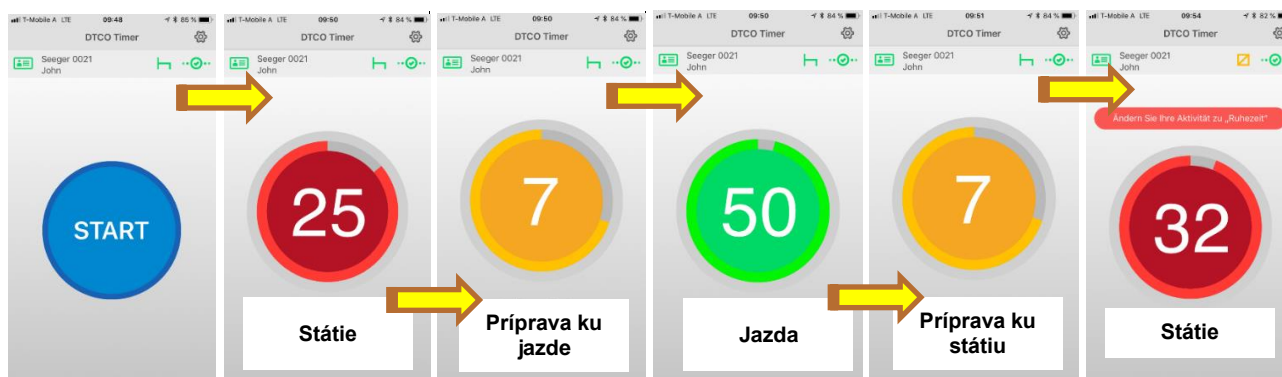 T-Mobile A LTE 09:48 85 %
DTCO Timer
Seeger 0021
John
START
T-Mobile A LTE 09:50 84 %
DTCO Timer
Seeger 0021
John
25
Státie
T-Mobile A LTE 09:50 84 %
DTCO Timer
Seeger 0021
John
7
Príprava ku
jazde
T-Mobile A LTE 09:50 84 %
DTCO Timer
Seeger 0021
John
50
Jazda
T-Mobile A LTE 09:51 84 %
DTCO Timer
Seeger 0021
John
7
Príprava ku
státiu
T-Mobile A LTE 09:54 82 %
DTCO Timer
Seeger 0021
John
Ändern Sie Ihre Aktivität zu „Ruhezeit“
32
Státie